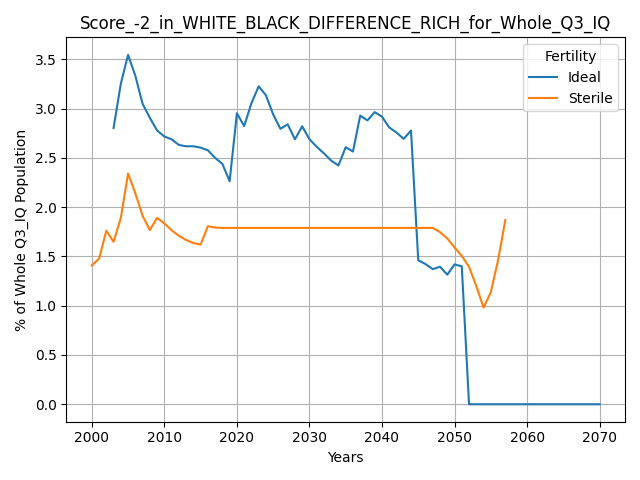 Score_-2_in_WHITE_BLACK_DIFFERENCE_RICH_for_Whole_Q3_IQ
Fertility
Ideal
Sterile
3.5
3.0
2.5
2.0
1.5
1.0
0.5
0.0
% of Whole Q3_IQ Population
2000 2010 2020 2030 2040 2050 2060 2070
Years